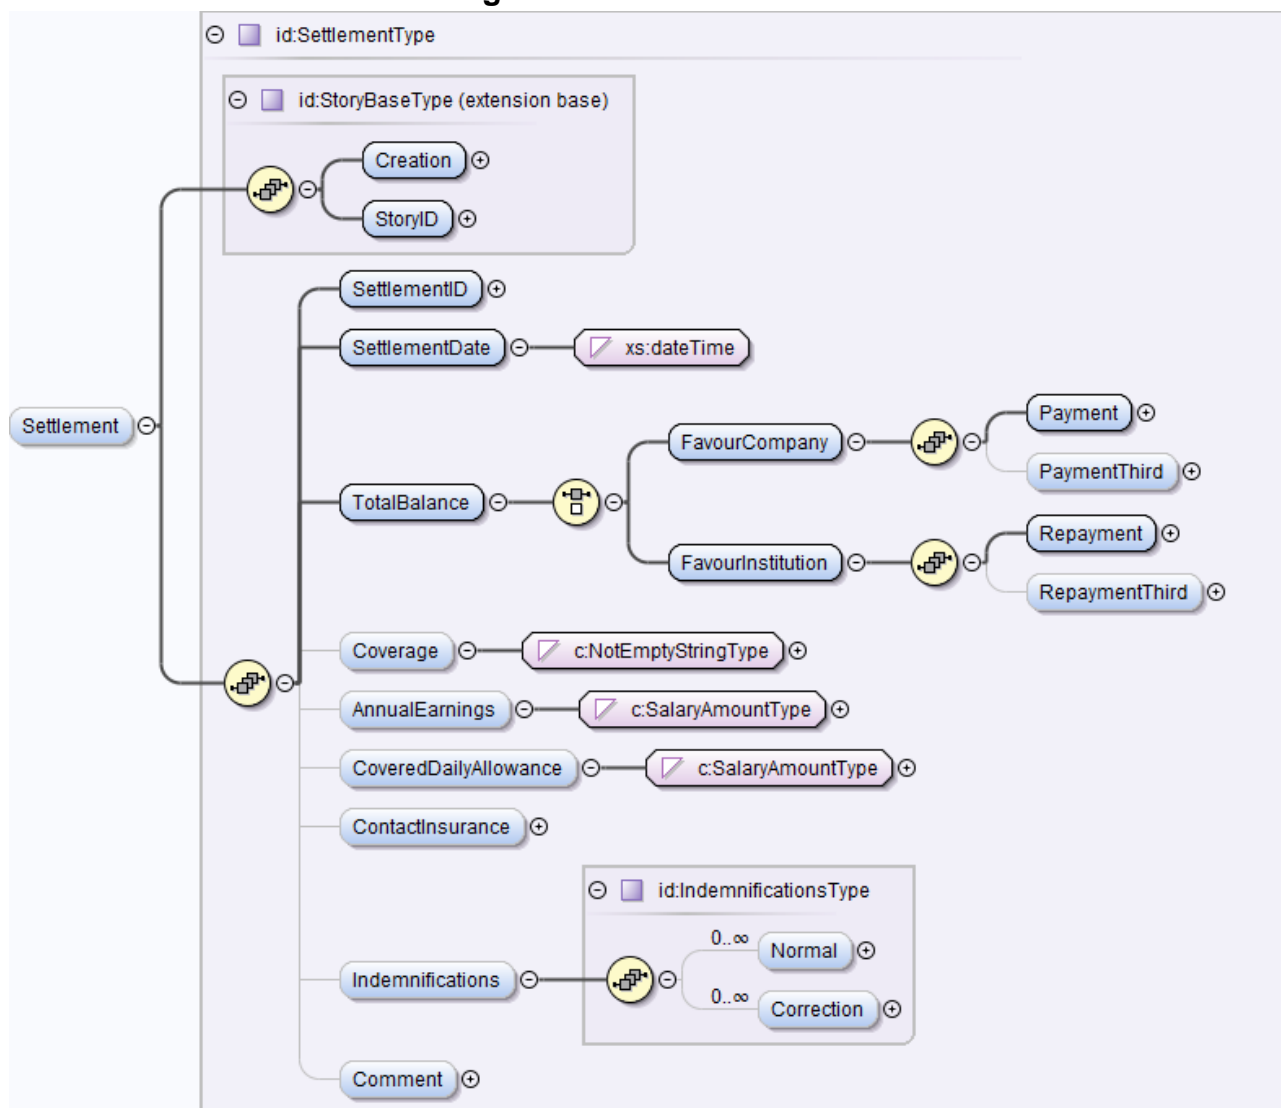 g
id:SettlementType
id:StoryBaseType (extension base)
Creation
StoryID
SettlementID
SettlementDate
xs:dateTime
Settlement
TotalBalance
FavourCompany
Payment
PaymentThird
FavourInstitution
Repayment
RepaymentThird
Coverage
c:NotEmptyStringType
AnnualEarnings
c:SalaryAmountType
CoveredDailyAllowance
c:SalaryAmountType
ContactInsurance
id:IndemnificationsType
Indemnifications
0..∞
Normal
0..∞
Correction
Comment